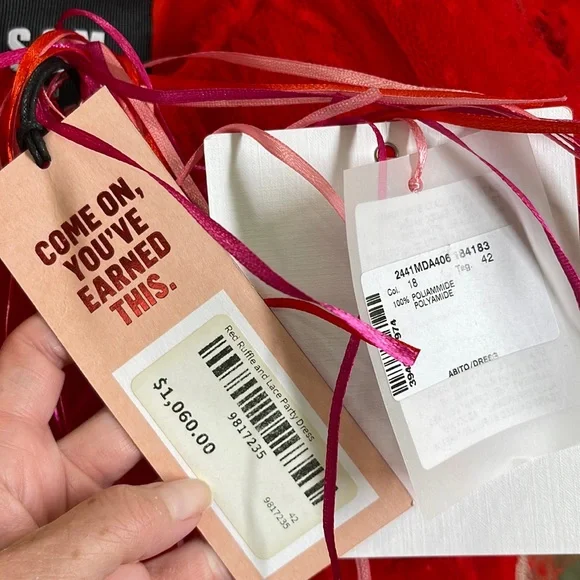 COME ON,
YOU'VE
EARNED
THIS.
Red Ruffle and Lace Party Dress
9817235
$1,060.00
42
9817235
2441MDA406 184183
Col. 18 Tag. 42
100% POLIAMMIDE
POLYAMIDE
ABITO/DRESS